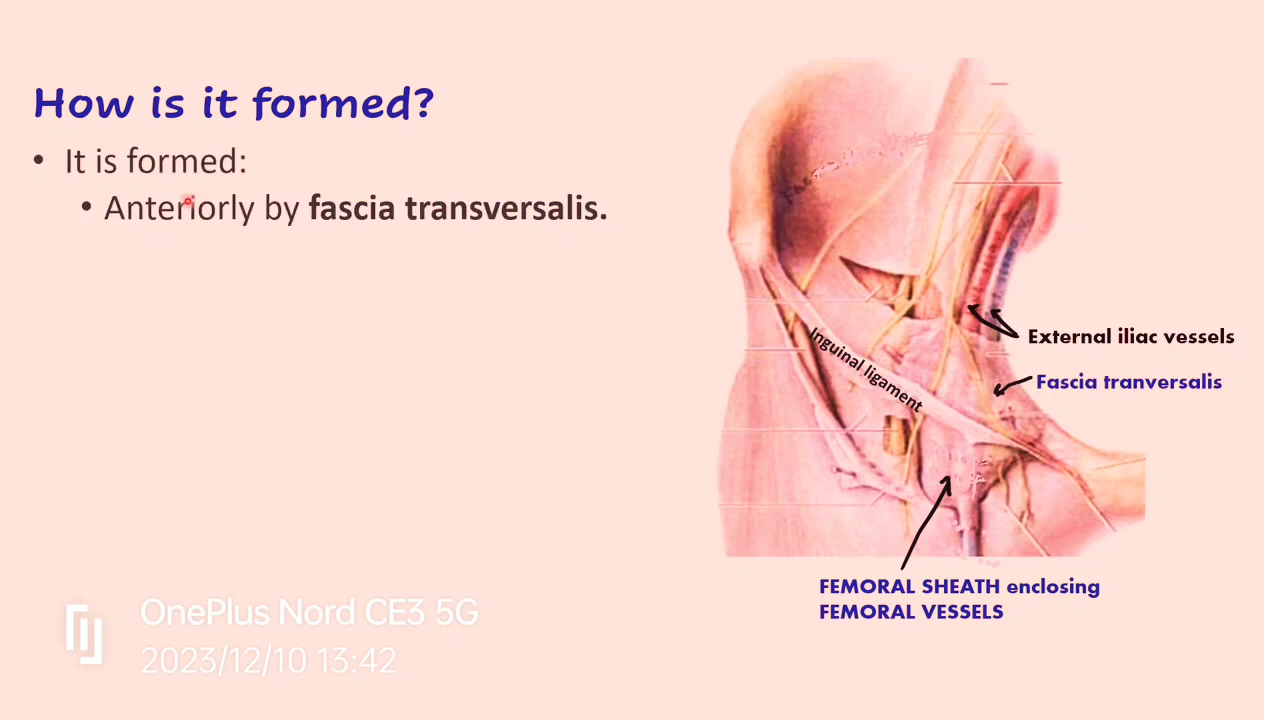 How is it formed?
• It is formed:
• Anteriorly by fascia transversalis.
Inguinal ligament
External iliac vessels
Fascia tranversalis
FEMORAL SHEATH enclosing
FEMORAL VESSELS
OnePlus Nord CE3 5G
2023/12/10 13:42